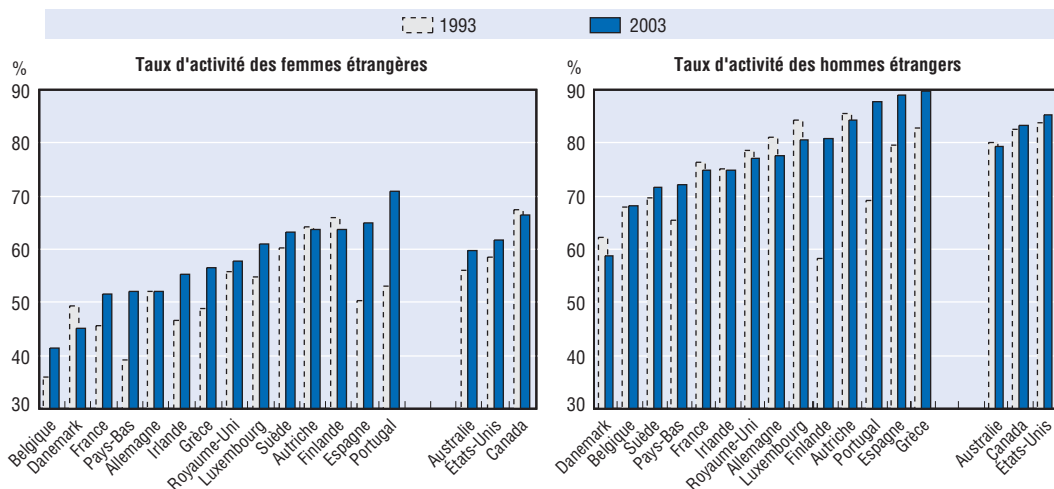 1993
2003
Taux d'activité des femmes étrangères
%
90
80
70
60
50
40
30
Belgique
Danemark
France
Pays-Bas
Allemagne
Irlande
Grèce
Royaume-Uni
Luxembourg
Suède
Autriche
Finlande
Espagne
Portugal
Australie
États-Unis
Canada
Taux d'activité des hommes étrangers
%
90
80
70
60
50
40
30
Danemark
Belgique
Suède
Pays-Bas
France
Irlande
Royaume-Uni
Allemagne
Luxembourg
Finlande
Autriche
Portugal
Espagne
Grèce
Australie
Canada
États-Unis